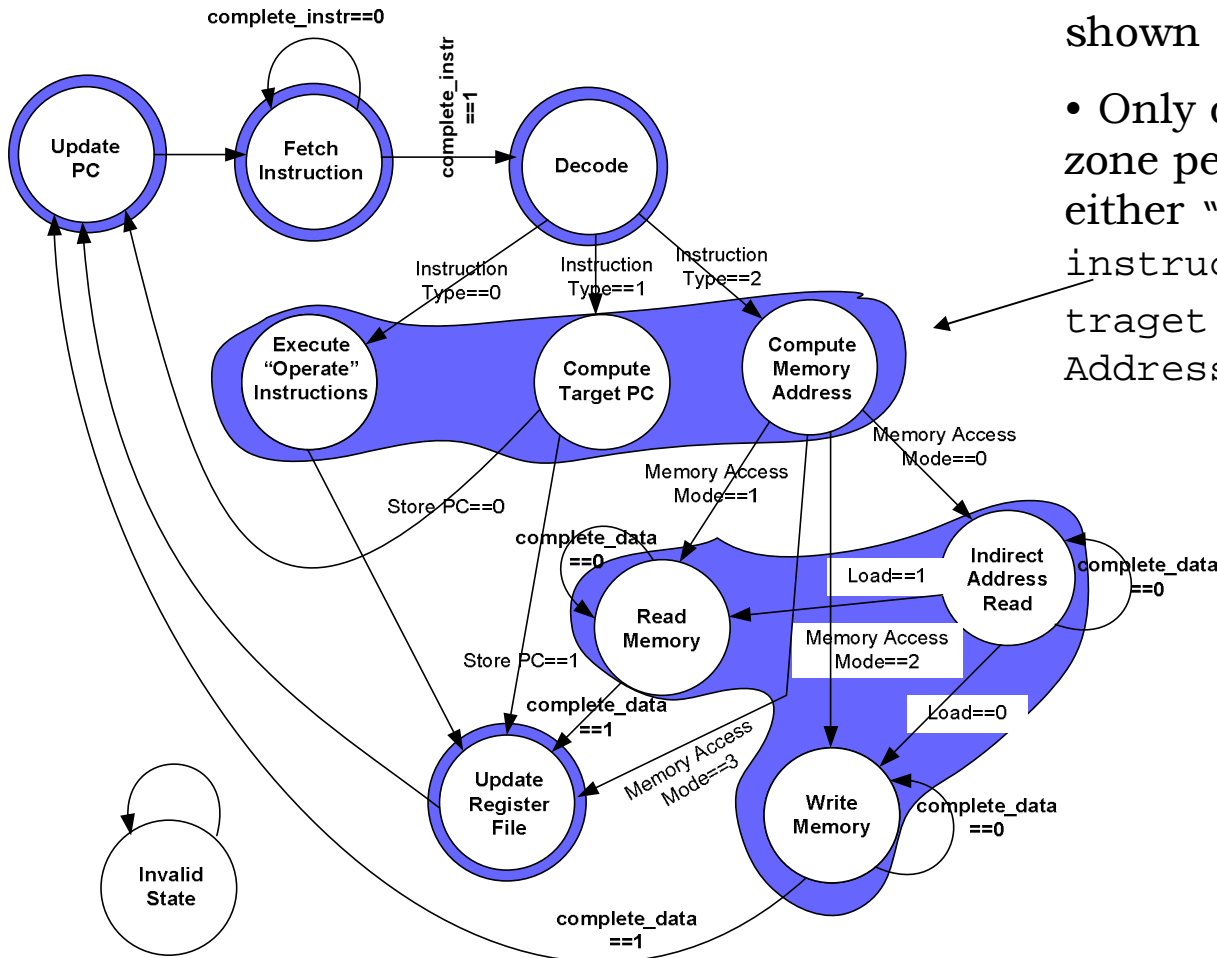 complete_instr==0
complete_instr
==1
Update
PC
Fetch
Instruction
Decode
Instruction
Type==0
Instruction
Type==1
Instruction
Type==2
Execute
“Operate”
Instructions
Compute
Target PC
Compute
Memory
Address
Memory Access
Mode==0
Memory Access
Mode==1
Store PC==0
complete_data
==0
Indirect
Address
Read
complete_data
==0
Load==1
Read
Memory
Memory Access
Mode==2
Store PC==1
complete_data
==1
Load==0
Memory Access
Mode==3
Update
Register
File
Write
Memory
complete_data
==0
Invalid
State
complete_data
==1
shown
• Only
zone
either
traget